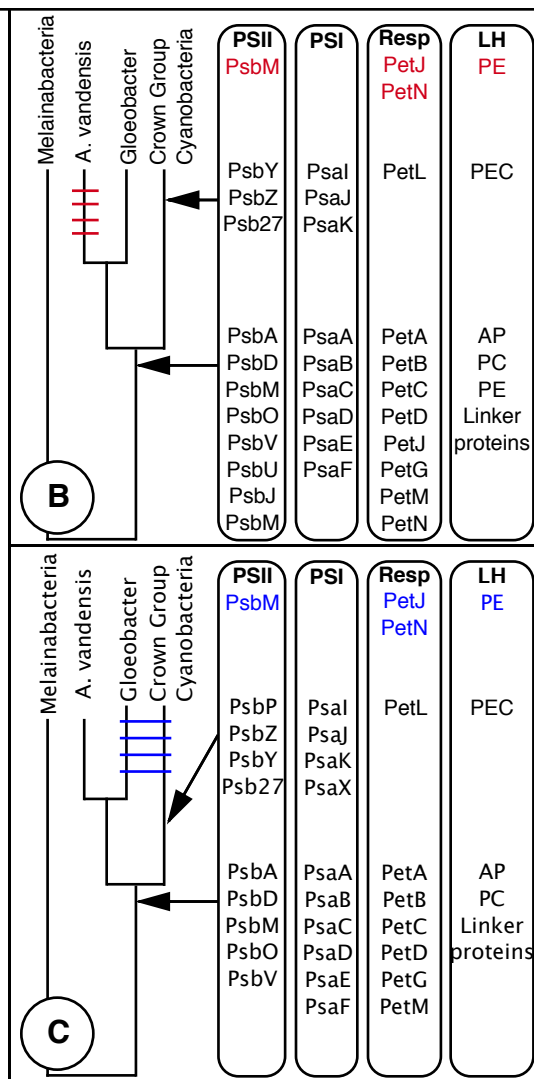 Melainabacteria
A. vandensis
Gloeobacter
Crown Group
Cyanobacteria
PSII PSI Resp LH
PsbM PetJ PE
PetN
PsbY PsaI PetL PEC
PsbZ PsaJ
Psb27 PsaK
PsbA PsaA PetA AP
PsbD PsaB PetB PC
PsbM PsaC PetC PE
PsbO PsaD PetD Linker
PsbV PsaE PetJ proteins
PsbU PsaF PetG
PsbJ PetM
PsbM PetN
B
Melainabacteria
A. vandensis
Gloeobacter
Crown Group
Cyanobacteria
PSII PSI Resp LH
PsbM PetJ PE
PetN
PsbP PsaI PetL PEC
PsbZ PsaJ
PsbY PsaK
Psb27 PsaX
PsbA PsaA PetA AP
PsbD PsaB PetB PC
PsbM PsaC PetC Linker
PsbO PsaD PetD proteins
PsbV PsaE PetG
PsaF PetM
C